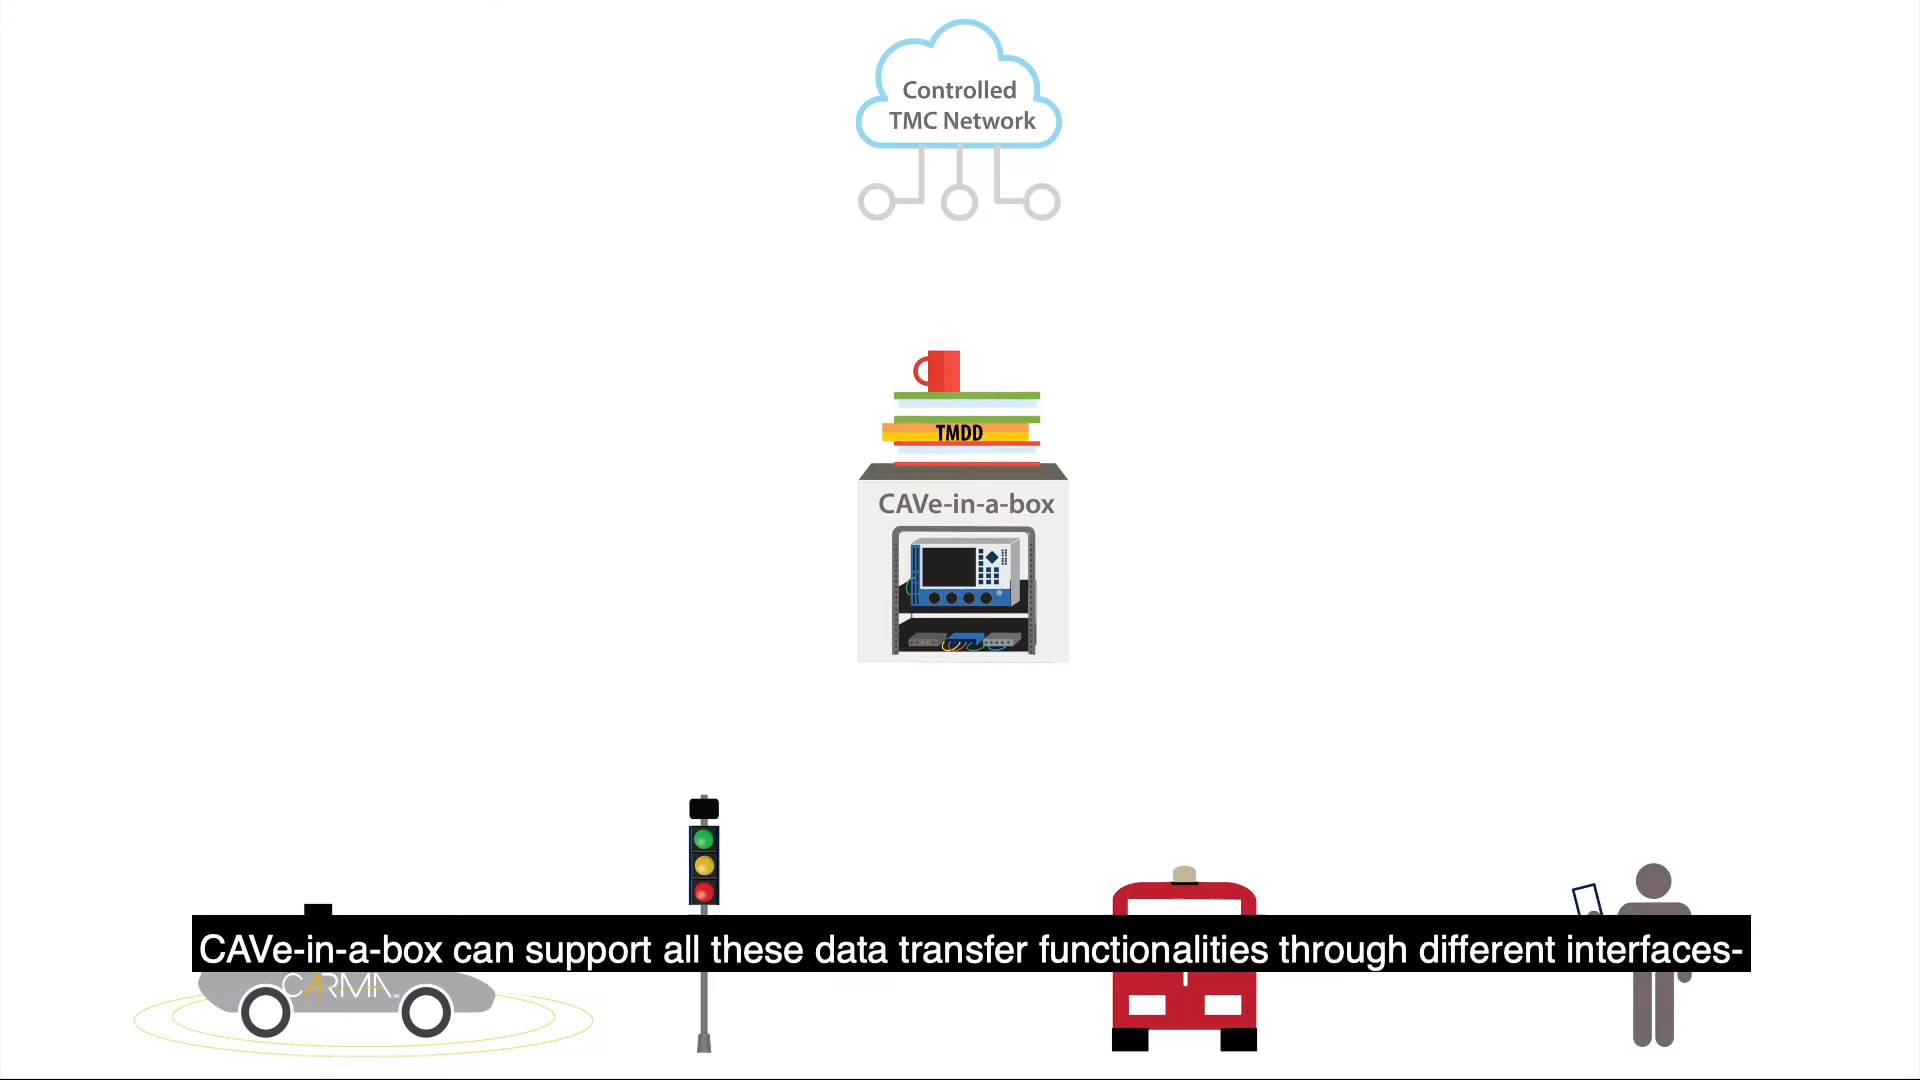 Controlled
TMC Network
TMDD
CAVe-in-a-box
CAVe-in-a-box can support all these data transfer functionalities through different interfaces-
CARMA